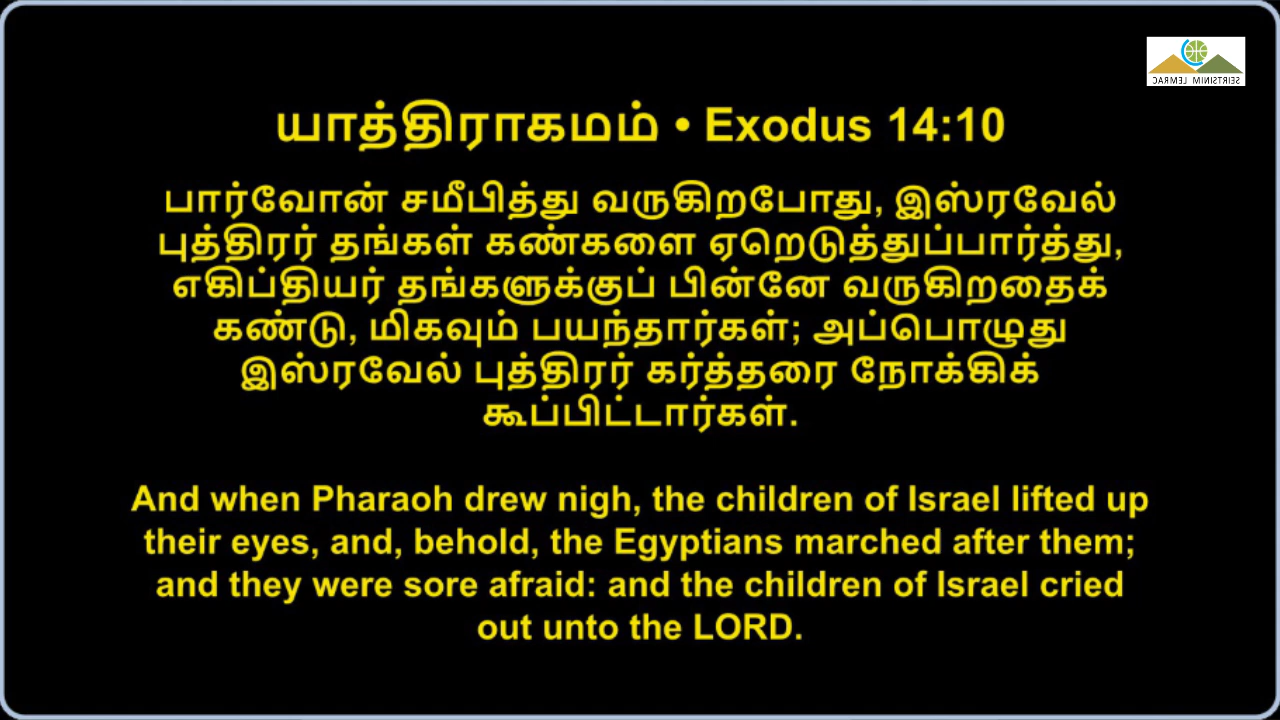 யாத்திராகமம் • Exodus 14:10
பார்வோன் சமீபித்து வருகிறபோது, இஸ்ரவேல்
புத்திரர் தங்கள் கண்களை ஏறெடுத்துப்பார்த்து,
எகிப்தியர் தங்களுக்குப் பின்னே வருகிறதைக்
கண்டு, மிகவும் பயந்தார்கள்; அப்பொழுது
இஸ்ரவேல் புத்திரர் கர்த்தரை நோக்கிக்
கூப்பிட்டார்கள்.
And when Pharaoh drew nigh, the children of Israel lifted up
their eyes, and, behold, the Egyptians marched after them;
and they were sore afraid: and the children of Israel cried
out unto the LORD.
CARMEL MINISTRIES